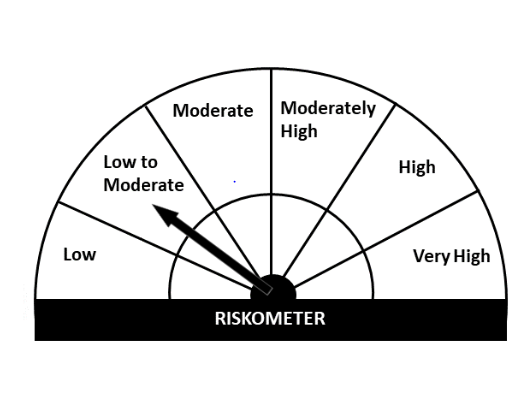 Moderate
Moderately
High
Low to
Moderate
High
Low
Very High
RISKOMETER